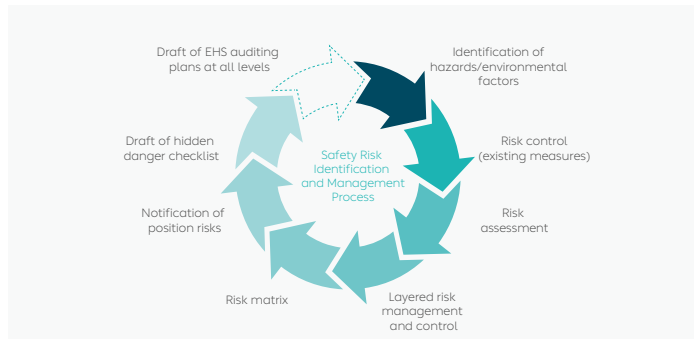 Draft of EHS auditing
plans at all levels
Identification of
hazards/environmental
factors
Draft of hidden
danger checklist
Safety Risk
Identification
and Management
Process
Risk control
(existing measures)
Notification of
position risks
Risk
assessment
Risk matrix
Layered risk
management
and control